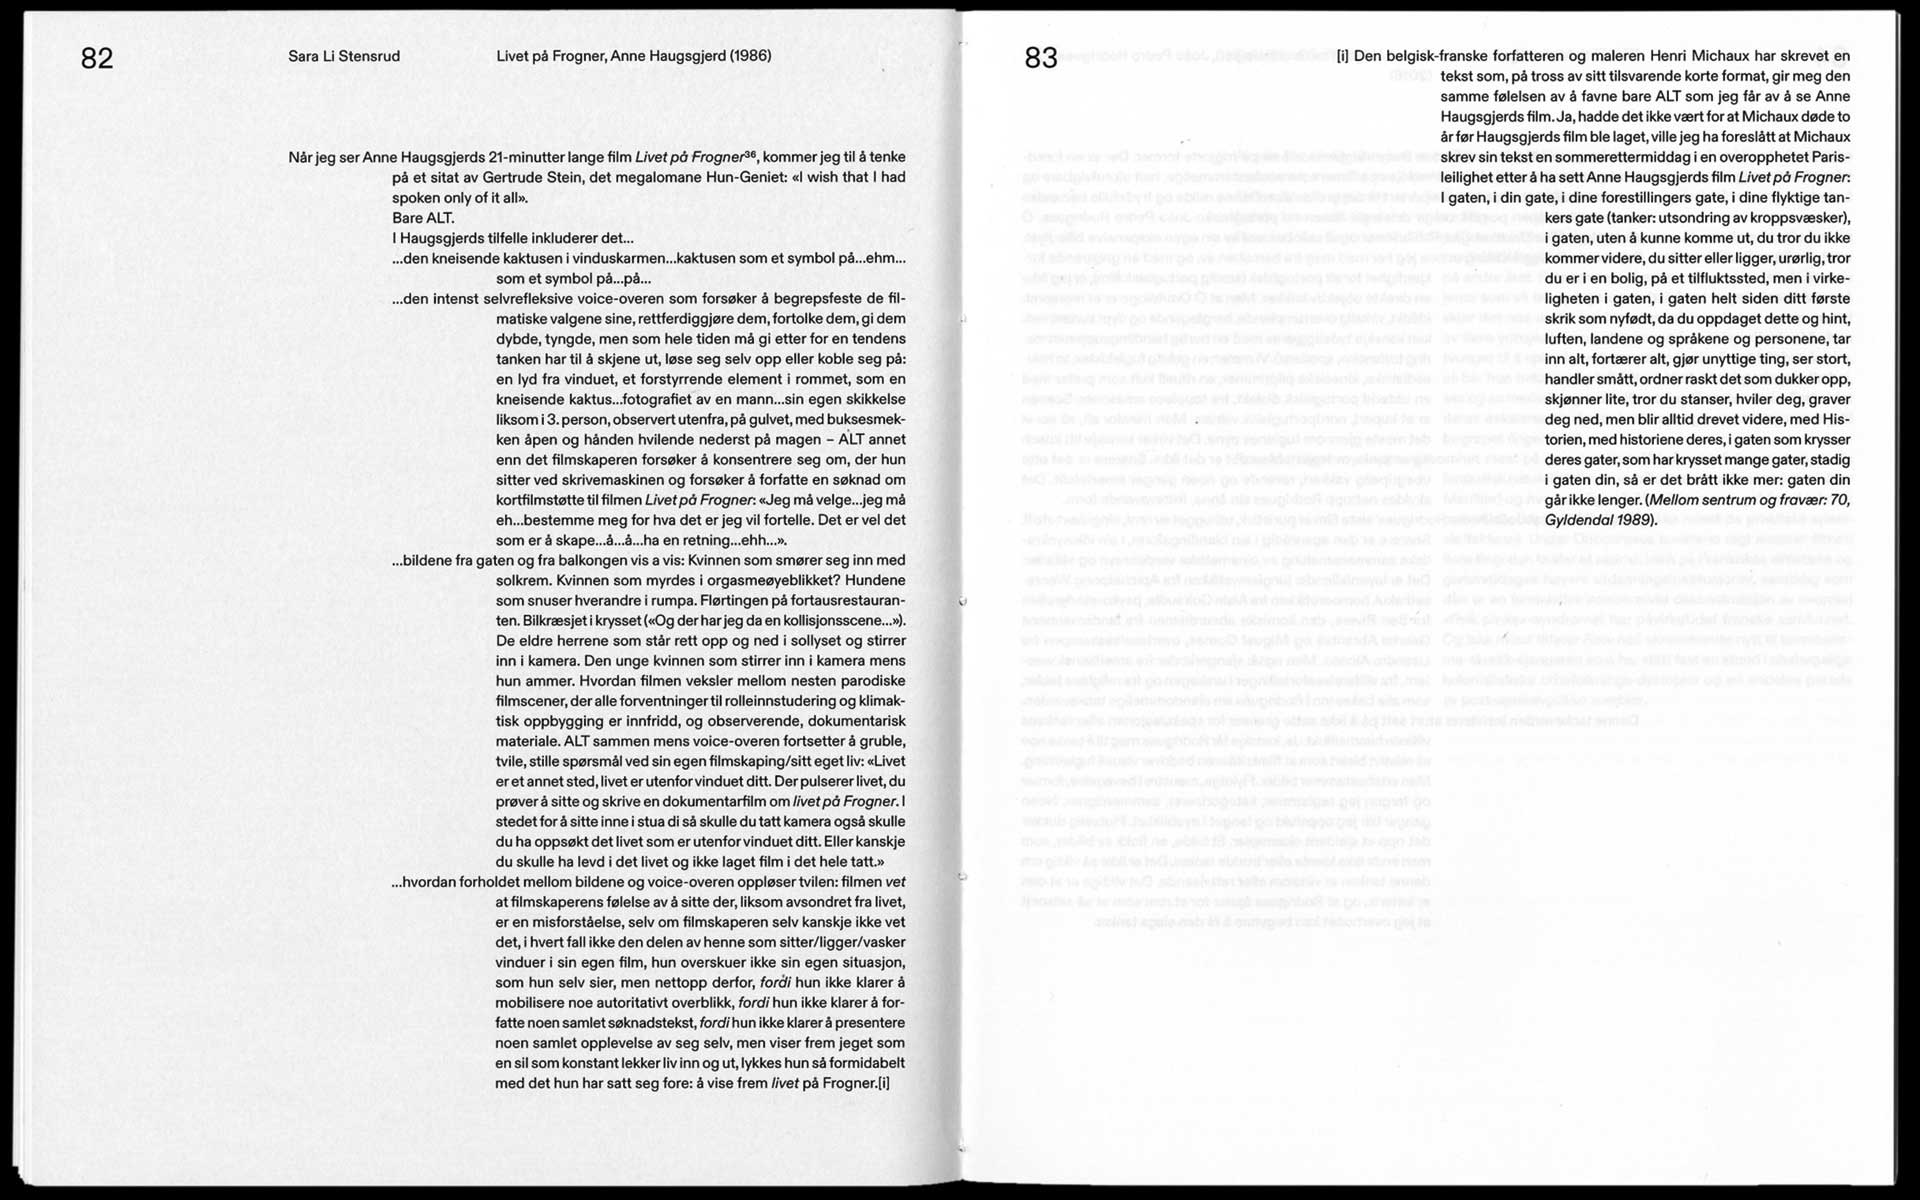 82
Sara Li Stensrud
Livet på Frogner, Anne Haugsgjerd (1986)
Når jeg ser Anne Haugsgjerds 21-minutter lange film Livet på Frogner³⁶, kommer jeg til å tenke
på et sitat av Gertrude Stein, det megalomane Hun-Geniet: «I wish that I had
spoken only of it all».
Bare ALT.
I Haugsgjerds tilfelle inkluderer det...
...den kneisende kaktusen i vinduskarmen...kaktusen som et symbol på...ehm...
som et symbol på...på...
...den intenst selvrefleksive voice-overen som forsøker å begrepsfeste de fil-
matiske valgene sine, rettferdiggjøre dem, fortolke dem, gi dem
dybde, tyngde, men som hele tiden må gi etter for en tendens
tanken har til å skjene ut, løse seg selv opp eller koble seg på:
en lyd fra vinduet, et forstyrrende element i rommet, som en
kneisende kaktus...fotografiet av en mann...sin egen skikkelse
liksom i 3. person, observert utenfra, på gulvet, med buksesmek-
ken åpen og hånden hvilende nederst på magen – ALT annet
enn det filmskaperen forsøker å konsentrere seg om, der hun
sitter ved skrivemaskinen og forsøker å forfatte en søknad om
kortfilmstøtte til filmen Livet på Frogner: «Jeg må velge...jeg må
eh...bestemme meg for hva det er jeg vil fortelle. Det er vel det
som er å skape...å...å...ha en retning...ehh...».
...bildene fra gaten og fra balkongen vis a vis: Kvinnen som smører seg inn med
solkrem. Kvinnen som myrdes i orgasmeøyeblikket? Hundene
som snuser hverandre i rumpa. Flørtingen på fortausrestauran-
ten. Bilkræsjet i krysset («Og der har jeg da en kollisjonsscene...»).
De eldre herrene som står rett opp og ned i sollyset og stirrer
inn i kamera. Den unge kvinnen som stirrer inn i kamera mens
hun ammer. Hvordan filmen veksler mellom nesten parodiske
filmscener, der alle forventninger til rolleinnstudering og klimak-
tisk oppbygging er innfridd, og observerende, dokumentarisk
materiale. ALT sammen mens voice-overen fortsetter å gruble,
tvile, stille spørsmål ved sin egen filmskaping/sitt eget liv: «Livet
er et annet sted, livet er utenfor vinduet ditt. Der pulserer livet, du
prøver å sitte og skrive en dokumentarfilm om livet på Frogner. I
stedet for å sitte inne i stua di så skulle du tatt kamera også skulle
du ha oppsøkt det livet som er utenfor vinduet ditt. Eller kanskje
du skulle ha levd i det livet og ikke laget film i det hele tatt.»
...hvordan forholdet mellom bildene og voice-overen oppløser tvilen: filmen vet
at filmskaperens følelse av å sitte der, liksom avsondret fra livet,
er en misforståelse, selv om filmskaperen selv kanskje ikke vet
det, i hvert fall ikke den delen av henne som sitter/ligger/vasker
vinduer i sin egen film, hun overskuer ikke sin egen situasjon,
som hun selv sier, men nettopp derfor, fordi hun ikke klarer å
mobilisere noe autoritativt overblikk, fordi hun ikke klarer å for-
fatte noen samlet søknadstekst, fordi hun ikke klarer å presentere
noen samlet opplevelse av seg selv, men viser frem jeget som
en sil som konstant lekker liv inn og ut, lykkes hun så formidabelt
med det hun har satt seg fore: å vise frem livet på Frogner.[i]
83
[i] Den belgisk-franske forfatteren og maleren Henri Michaux har skrevet en
tekst som, på tross av sitt tilsvarende korte format, gir meg den
samme følelsen av å favne bare ALT som jeg får av å se Anne
Haugsgjerds film. Ja, hadde det ikke vært for at Michaux døde to
år før Haugsgjerds film ble laget, ville jeg ha foreslått at Michaux
skrev sin tekst en sommerettermiddag i en overopphetet Paris-
leilighet etter å ha sett Anne Haugsgjerds film Livet på Frogner:
I gaten, i din gate, i dine forestillingers gate, i dine flyktige tan-
kers gate (tanker: utsondring av kroppsvæsker),
i gaten, uten å kunne komme ut, du tror du ikke
kommer videre, du sitter eller ligger, urørlig, tror
du er i en bolig, på et tilfluktssted, men i virke-
ligheten i gaten, i gaten helt siden ditt første
skrik som nyfødt, da du oppdaget dette og hint,
luften, landene og språkene og personene, tar
inn alt, fortærer alt, gjør unyttige ting, ser stort,
handler smått, ordner raskt det som dukker opp,
skjønner lite, tror du stanser, hviler deg, graver
deg ned, men blir alltid drevet videre, med His-
torien, med historiene deres, i gaten som krysser
deres gater, som har krysset mange gater, stadig
i gaten din, så er det brått ikke mer: gaten din
går ikke lenger. (Mellom sentrum og fravær: 70,
Gyldendal 1989).